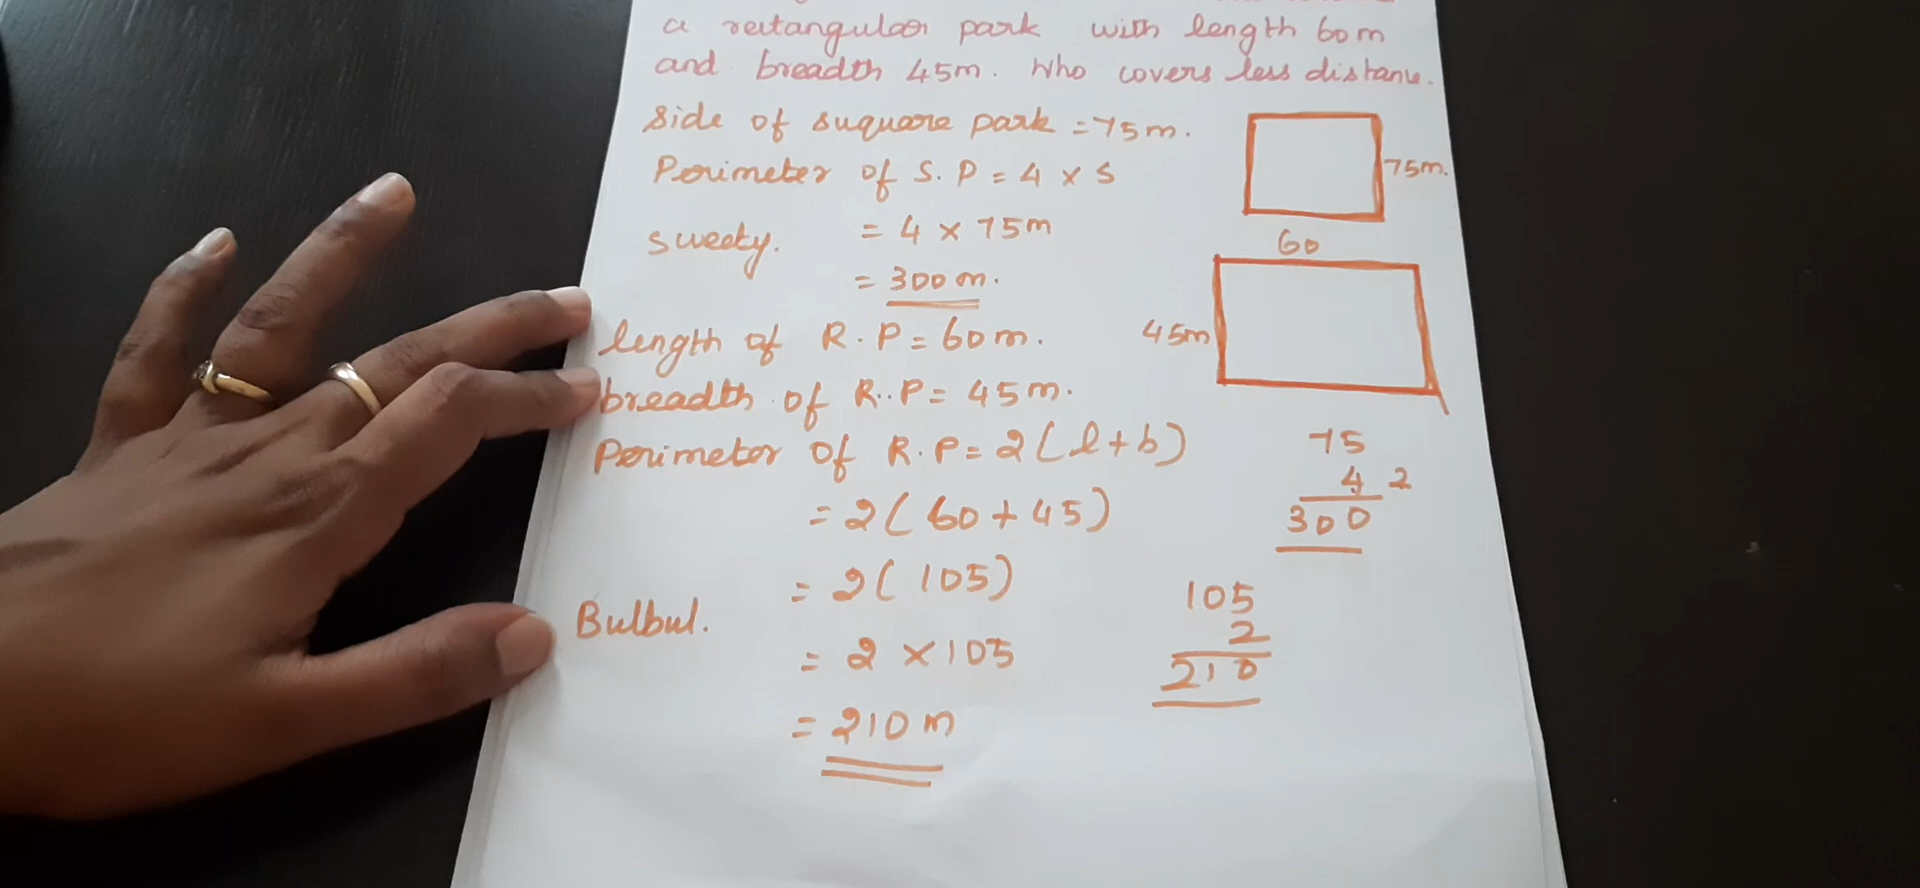 a rectangular park with length 60m
and breadth 45m. Who covers less distance.
Side of suquare park = 75m.
Perimeter of S. P = 4 x S
75m.
Sweety.
= 4 x 75m
= 300 m.
60
length of R. P = 60m.
45m
breadth of R.. P = 45m.
Perimeter of R. P = 2 (l+b)
75
4 2
300
= 2 ( 60 + 45)
= 2( 105)
105
2
210
Bulbul.
= 2 x 105
= 210 m